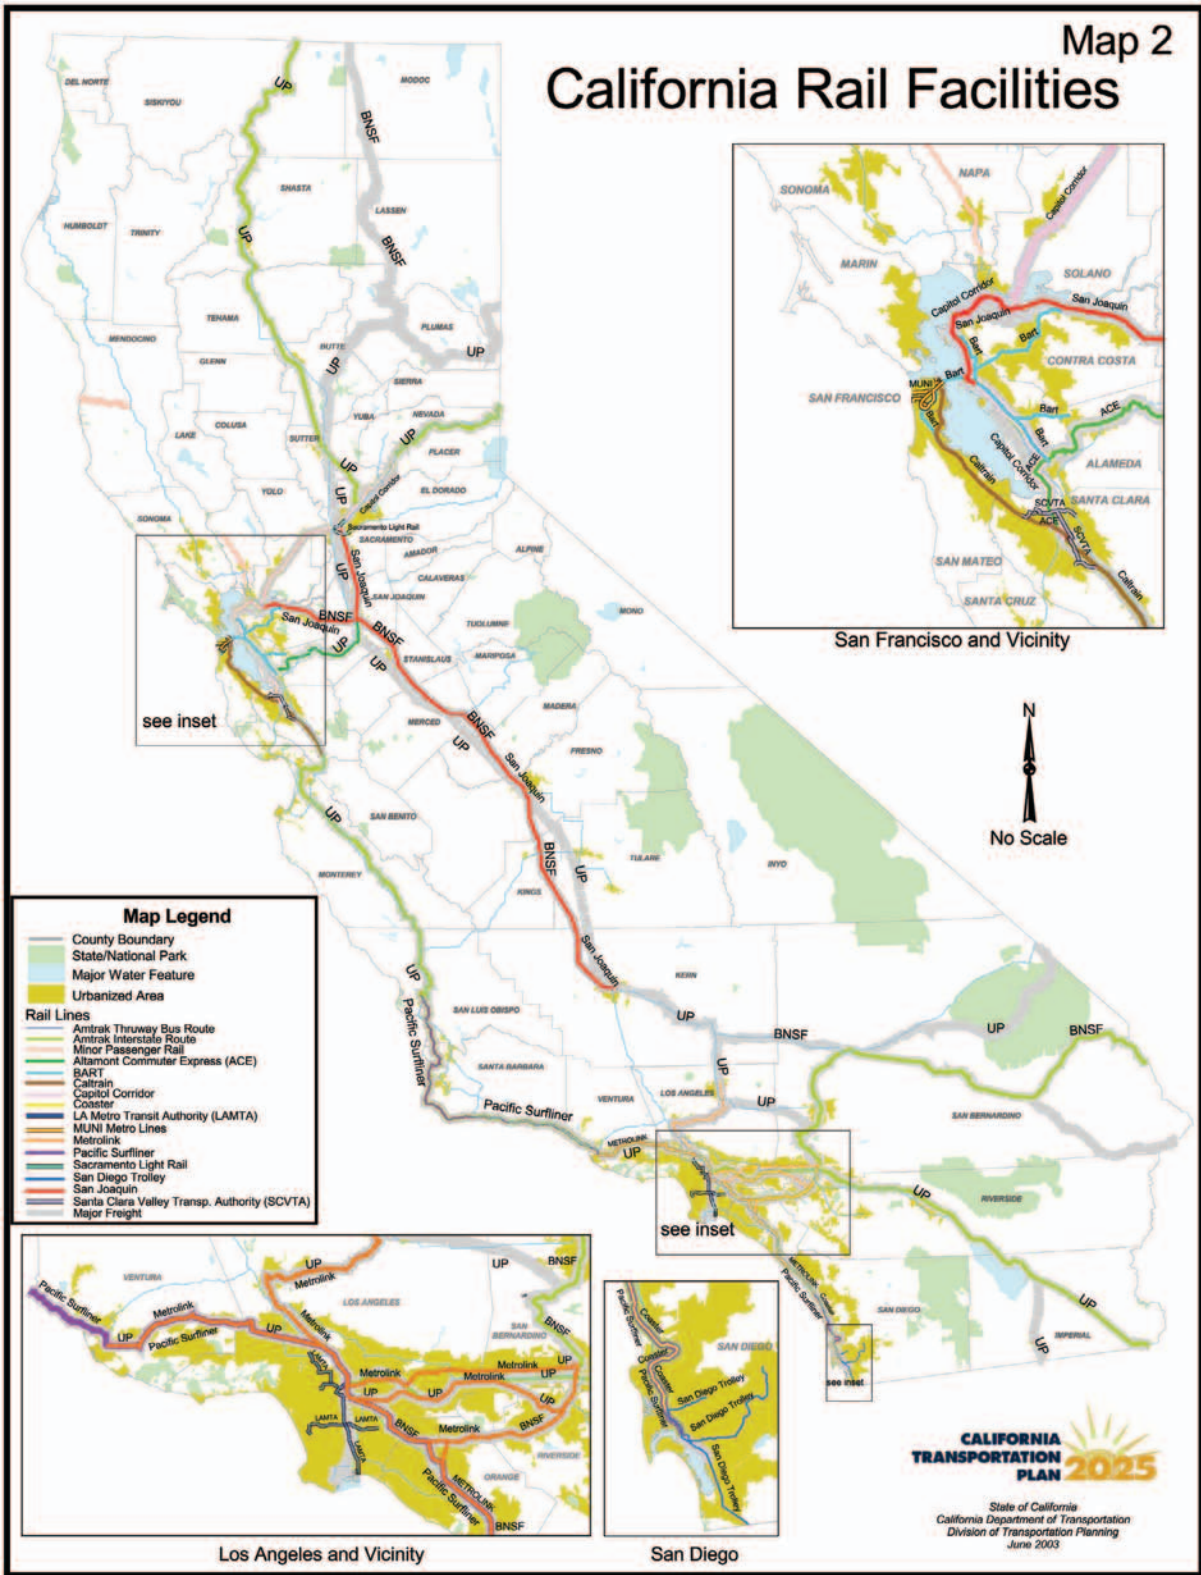 Map 2
California Rail Facilities
DEL NORTE
SISKIYOU
MODOC
UP
BNSF
SHASTA
LASSEN
HUMBOLDT
TRINITY
UP
BNSF
TEHAMA
PLUMAS
MENDOCINO
GLENN
BUTTE
UP
UP
SIERRA
YUBA
NEVADA
COLUSA
LAKE
SUTTER
UP
PLACER
UP
EL DORADO
YOLO
UP
Capitol Corridor
Sacramento Light Rail
SONOMA
SACRAMENTO
AMADOR
ALPINE
UP
San Joaquin
CALAVERAS
SAN JOAQUIN
MONO
BNSF
San Joaquin
BNSF
TUOLUMNE
UP
UP
STANISLAUS
MARIPOSA
see inset
MERCED
MADERA
BNSF
UP
FRESNO
San Joaquin
UP
SAN BENITO
BNSF
UP
TULARE
INYO
MONTEREY
KINGS
San Joaquin
KERN
UP
SAN LUIS OBISPO
UP
BNSF
UP
BNSF
Pacific Surfliner
SANTA BARBARA
UP
VENTURA
LOS ANGELES
UP
SAN BERNARDINO
Pacific Surfliner
METROLINK
UP
see inset
UP
RIVERSIDE
METROLINK
Coaster
Pacific Surfliner
SAN DIEGO
UP
UP
IMPERIAL
see inset
SONOMA
NAPA
Capitol Corridor
MARIN
SOLANO
Capitol Corridor
San Joaquin
San Joaquin
Bart
Bart
CONTRA COSTA
MUNI
Bart
SAN FRANCISCO
Bart
Bart
ACE
Bart
Capitol Corridor
ACE
ALAMEDA
Caltrain
SCVTA
SANTA CLARA
ACE
SCVTA
SAN MATEO
Caltrain
SANTA CRUZ
San Francisco and Vicinity
N
No Scale
Map Legend
County Boundary
State/National Park
Major Water Feature
Urbanized Area
Rail Lines
Amtrak Thruway Bus Route
Amtrak Interstate Route
Minor Passenger Rail
Altamont Commuter Express (ACE)
BART
Caltrain
Capitol Corridor
Coaster
LA Metro Transit Authority (LAMTA)
MUNI Metro Lines
Metrolink
Pacific Surfliner
Sacramento Light Rail
San Diego Trolley
San Joaquin
Santa Clara Valley Transp. Authority (SCVTA)
Major Freight
VENTURA
UP
Metrolink
BNSF
Pacific Surfliner
Metrolink
LOS ANGELES
UP
Pacific Surfliner
UP
Metrolink
SAN
BERNARDINO
BNSF
LAMTA
Metrolink
Metrolink
UP
Metrolink
UP
UP
UP
UP
LAMTA
LAMTA
BNSF
Metrolink
BNSF
LAMTA
RIVERSIDE
METROLINK
ORANGE
Pacific Surfliner
BNSF
Los Angeles and Vicinity
Coaster
Pacific Surfliner
SAN DIEGO
Coaster
Coaster
Pacific Surfliner
San Diego Trolley
San Diego Trolley
San Diego Trolley
San Diego
CALIFORNIA
TRANSPORTATION
PLAN 2025
State of California
California Department of Transportation
Division of Transportation Planning
June 2003